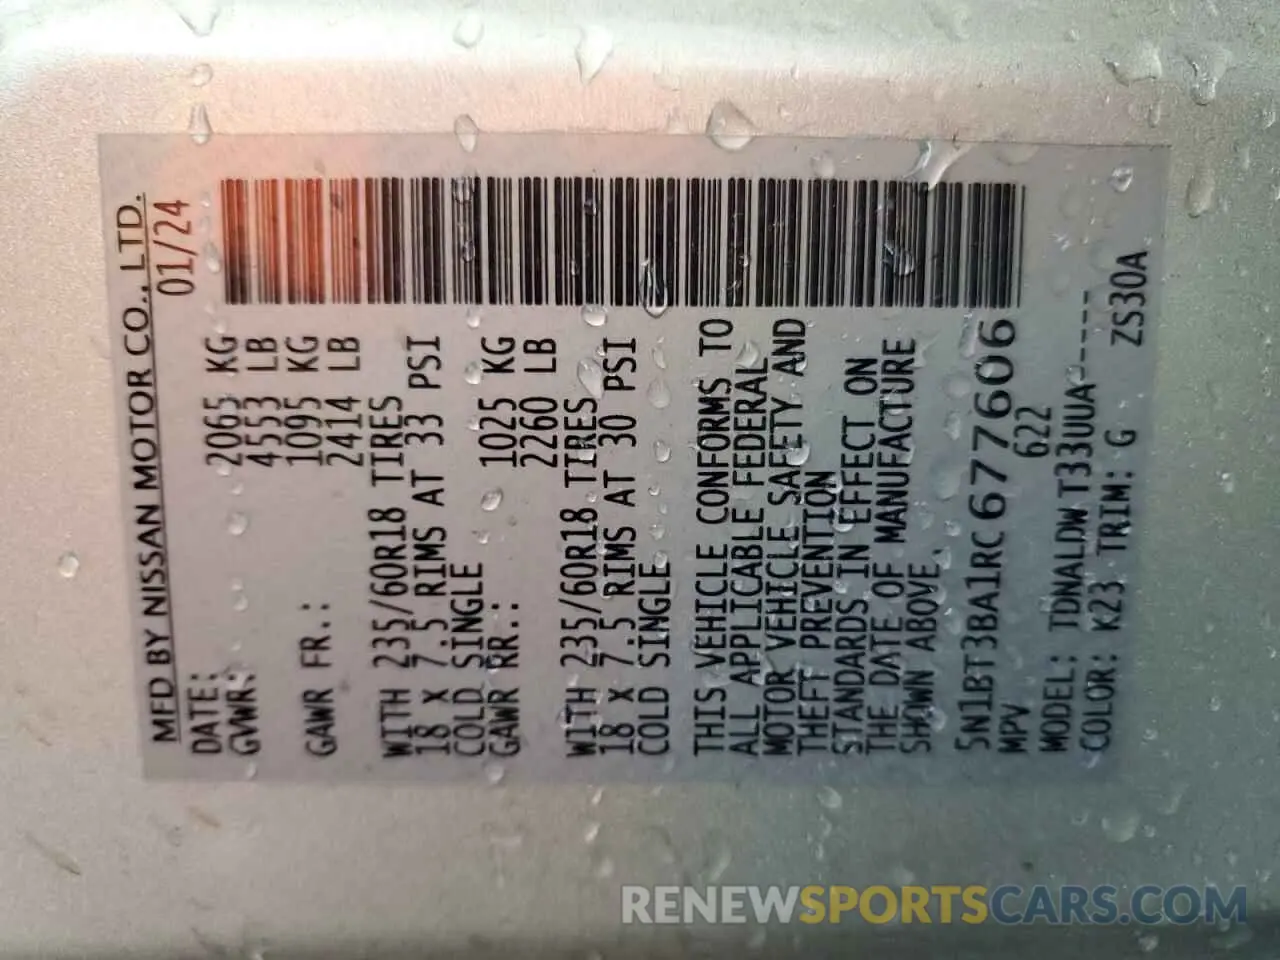 MFD BY NISSAN MOTOR CO., LTD.
DATE: 01/24
GVWR: 2065 KG
4553 LB
GAWR FR.: 1095 KG
2414 LB
WITH 235/60R18 TIRES
18 X 7.5 RIMS AT 33 PSI
COLD SINGLE
GAWR RR.: 1025 KG
2260 LB
WITH 235/60R18 TIRES
18 X 7.5 RIMS AT 30 PSI
COLD SINGLE
THIS VEHICLE CONFORMS TO
ALL APPLICABLE FEDERAL
MOTOR VEHICLE SAFETY AND
THEFT PREVENTION
STANDARDS IN EFFECT ON
THE DATE OF MANUFACTURE
SHOWN ABOVE.
5N1BT3BA1RC677606
MPV 622
MODEL: TDNALDW T33UUA-----
COLOR: K23 TRIM: G ZS30A
RENEWSPORTSCARS.COM